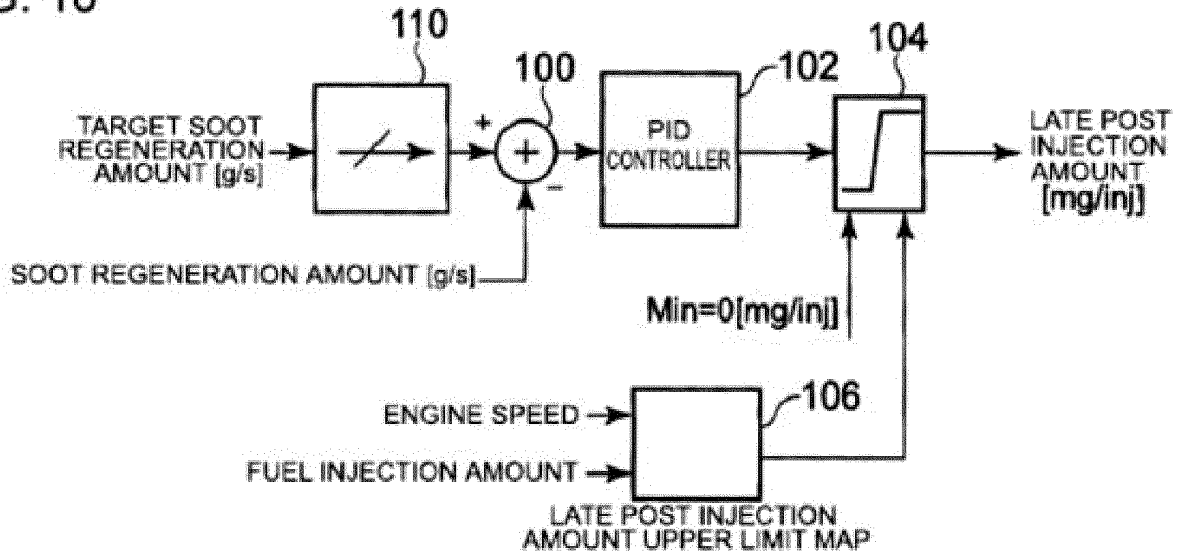 110
100
102
104
TARGET SOOT
REGENERATION
AMOUNT [g/s]
+
+
−
PID
CONTROLLER
LATE POST
INJECTION
AMOUNT
[mg/inj]
SOOT REGENERATION AMOUNT [g/s]
Min=0[mg/inj]
106
ENGINE SPEED
FUEL INJECTION AMOUNT
LATE POST INJECTION
AMOUNT UPPER LIMIT MAP